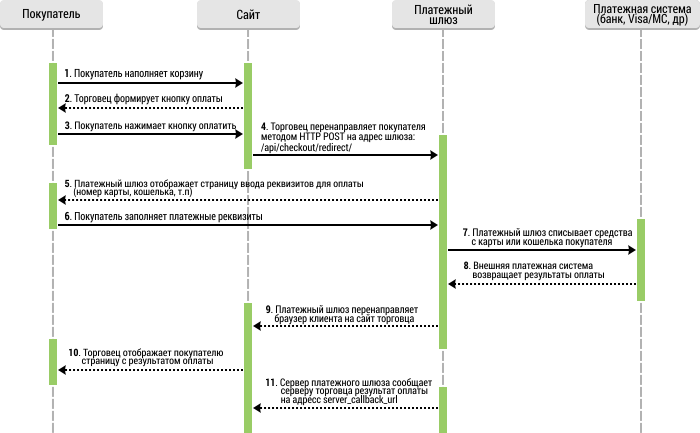 Покупатель
Сайт
Платежный
шлюз
Платежная система
(банк, Visa/MC, др)
1. Покупатель наполняет корзину
2. Торговец формирует кнопку оплаты
3. Покупатель нажимает кнопку оплатить
4. Торговец перенаправляет покупателя
методом HTTP POST на адрес шлюза:
/api/checkout/redirect/
5. Платежный шлюз отображает страницу ввода реквизитов для оплаты
(номер карты, кошелька, т.п)
6. Покупатель заполняет платежные реквизиты
7. Платежный шлюз списывает средства
с карты или кошелька покупателя
8. Внешняя платежная система
возвращает результаты оплаты
9. Платежный шлюз перенаправляет
браузер клиента на сайт торговца
10. Торговец отображает покупателю
страницу с результатом оплаты
11. Сервер платежного шлюза сообщает
серверу торговца результат оплаты
на адресс server_callback_url